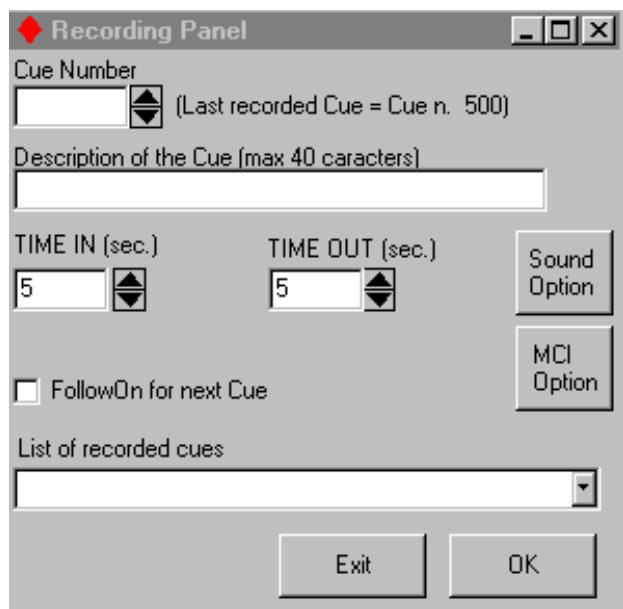 Recording Panel
Cue Number
(Last recorded Cue = Cue n. 500)
Description of the Cue (max 40 caracters)
TIME IN (sec.)
TIME OUT (sec.)
5
5
Sound
Option
MCI
Option
FollowOn for next Cue
List of recorded cues
Exit
OK